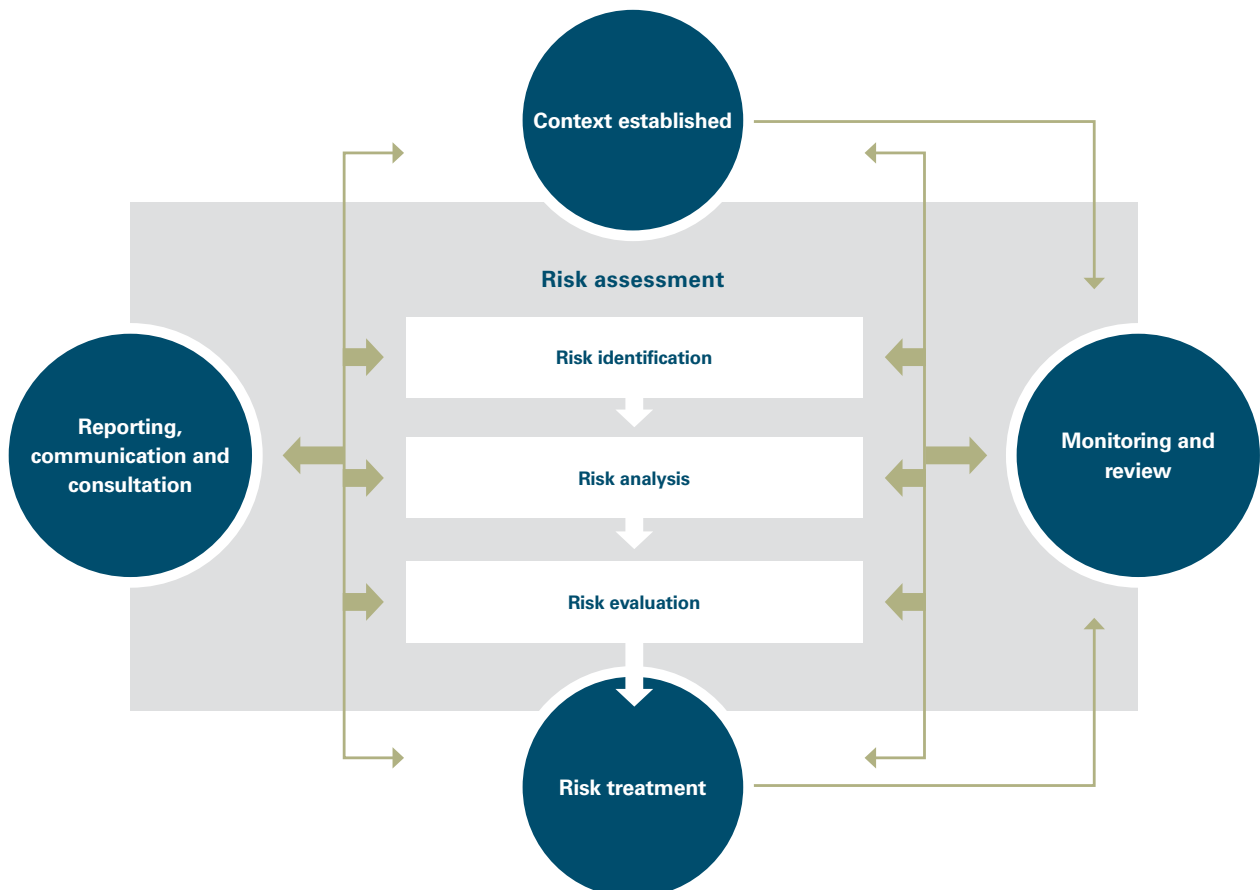 Context established
Risk assessment
Risk identification
Reporting,
communication and
consultation
Risk analysis
Monitoring and
review
Risk evaluation
Risk treatment